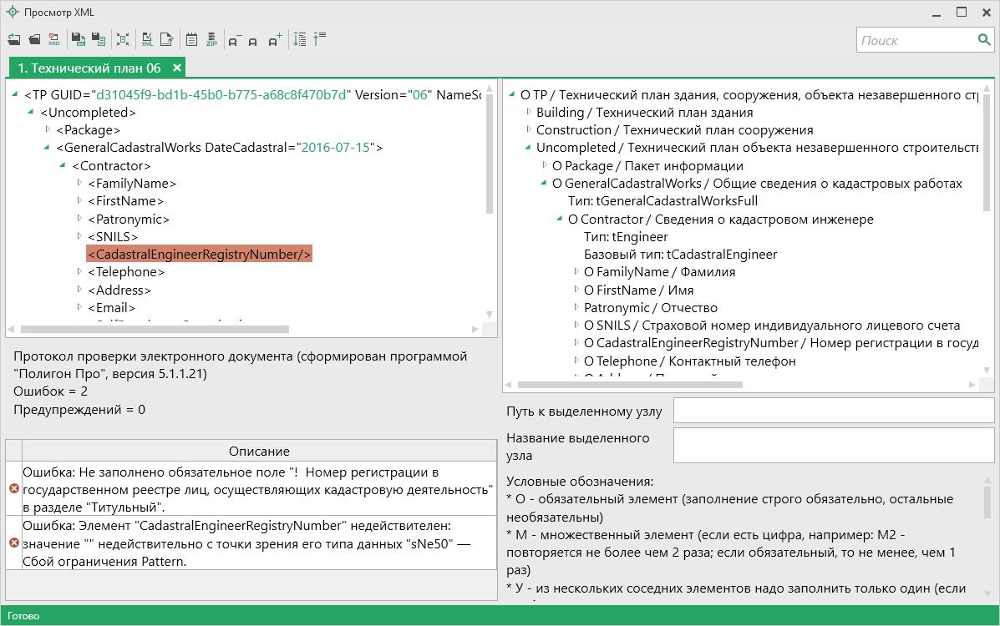 Просмотр XML
XSD
XML
ZIP
Поиск
1. Технический план 06
<TP GUID="d31045f9-bd1b-45b0-b775-a68c8f470b7d" Version="06" NameSo
<Uncompleted>
<Package>
<GeneralCadastralWorks DateCadastral="2016-07-15">
<Contractor>
<FamilyName>
<FirstName>
<Patronymic>
<SNILS>
<CadastralEngineerRegistryNumber/>
<Telephone>
<Address>
<Email>
О TP / Технический план здания, сооружения, объекта незавершенного ст
Building / Технический план здания
Construction / Технический план сооружения
Uncompleted / Технический план объекта незавершенного строительст
О Package / Пакет информации
О GeneralCadastralWorks / Общие сведения о кадастровых работах
Тип: tGeneralCadastralWorksFull
О Contractor / Сведения о кадастровом инженере
Тип: tEngineer
Базовый тип: tCadastralEngineer
О FamilyName / Фамилия
О FirstName / Имя
Patronymic / Отчество
О SNILS / Страховой номер индивидуального лицевого счета
О CadastralEngineerRegistryNumber / Номер регистрации в госуд
О Telephone / Контактный телефон
Протокол проверки электронного документа (сформирован программой
"Полигон Про", версия 5.1.1.21)
Ошибок = 2
Предупреждений = 0
Описание
Ошибка: Не заполнено обязательное поле "!  Номер регистрации в
государственном реестре лиц, осуществляющих кадастровую деятельность"
в разделе "Титульный".
Ошибка: Элемент "CadastralEngineerRegistryNumber" недействителен:
значение "" недействительно с точки зрения его типа данных "sNe50" —
Сбой ограничения Pattern.
Путь к выделенному узлу
Название выделенного
узла
Условные обозначения:
* О - обязательный элемент (заполнение строго обязательно, остальные
необязательны)
* М - множественный элемент (если есть цифра, например: М2 -
повторяется не более чем 2 раза; если обязательный, то не менее, чем 1
раз)
* У - из нескольких соседних элементов надо заполнить только один (если
Готово